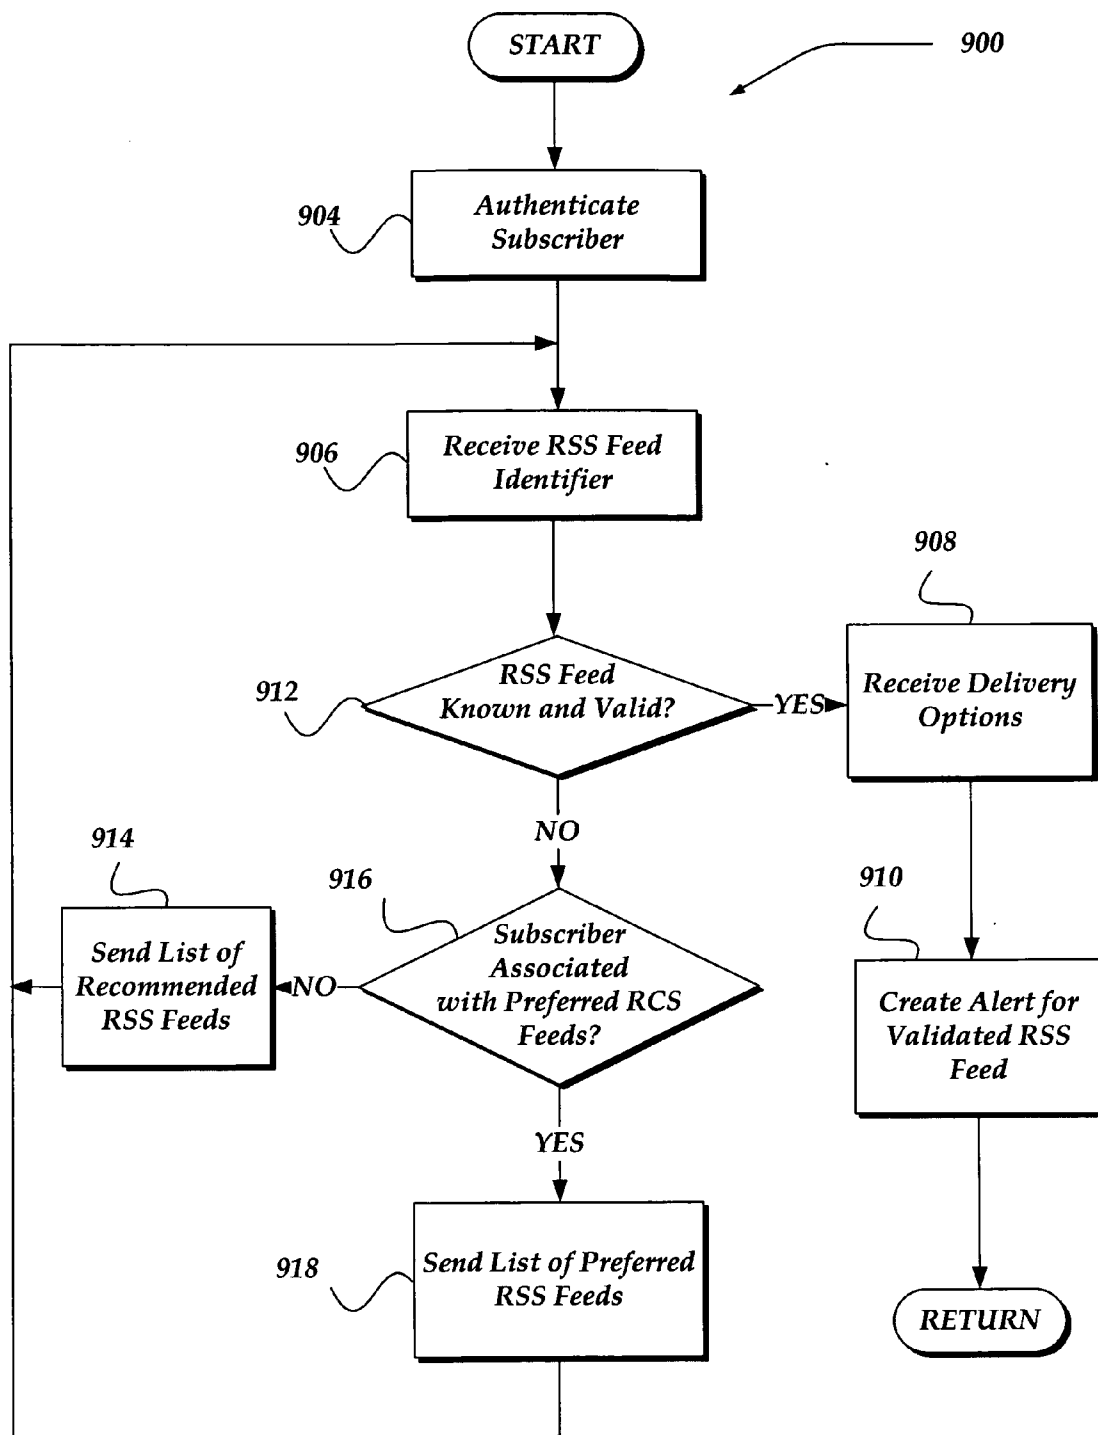 START
900
904
Authenticate
Subscriber
906
Receive RSS Feed
Identifier
908
912
RSS Feed
Known and Valid?
YES
Receive Delivery
Options
NO
914
916
910
Send List of
Recommended
RSS Feeds
NO
Subscriber
Associated
with Preferred RCS
Feeds?
Create Alert for
Validated RSS
Feed
YES
918
Send List of Preferred
RSS Feeds
RETURN